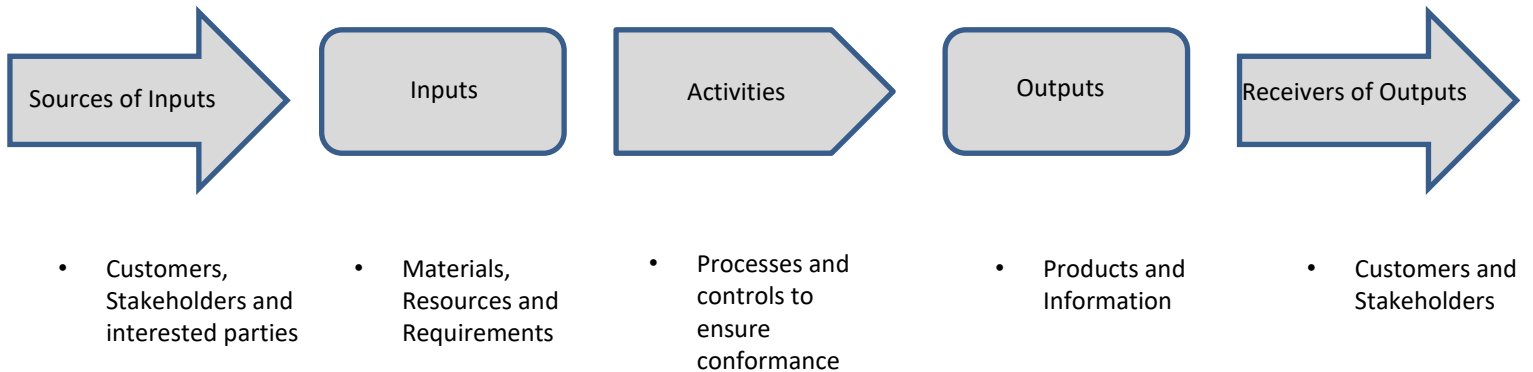 Sources of Inputs
Inputs
Activities
Outputs
Receivers of Outputs
• Customers,
Stakeholders and
interested parties
• Materials,
Resources and
Requirements
• Processes and
controls to
ensure
conformance
• Products and
Information
• Customers and
Stakeholders